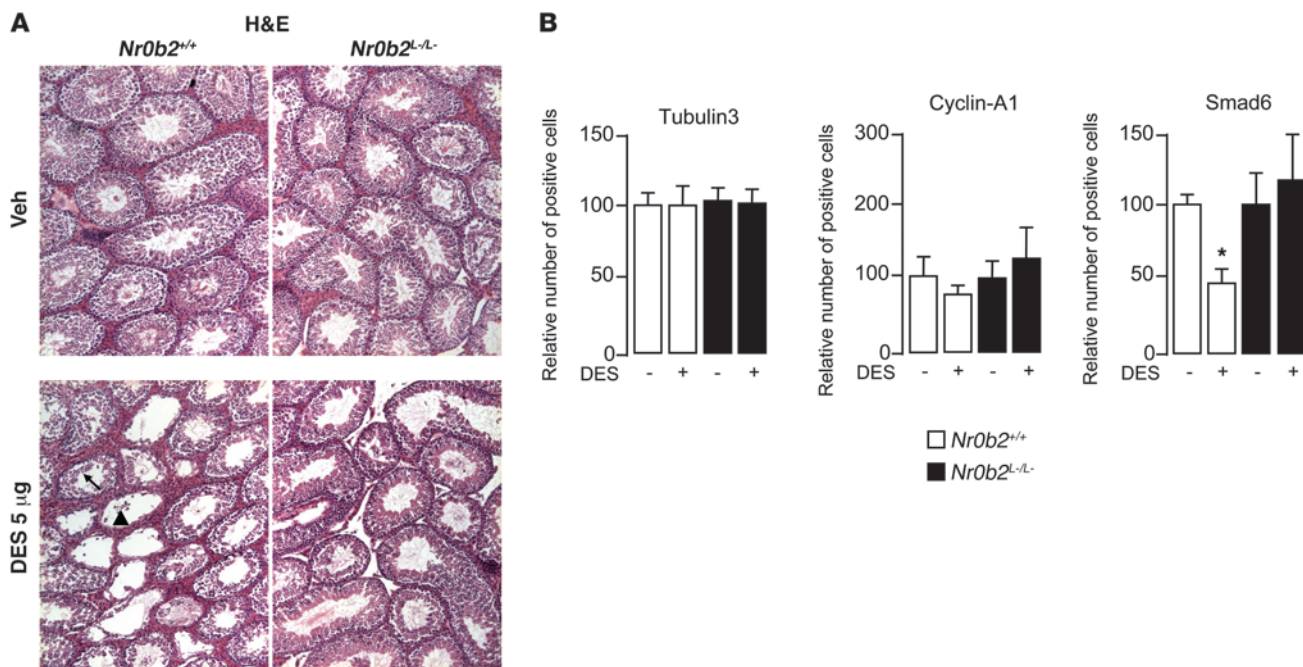 A
H&E
Nr0b2+/+ Nr0b2L-/L-
Veh
DES 5 µg
B
Tubulin3
Relative number of positive cells
150
100
50
0
DES - + - +
Cyclin-A1
Relative number of positive cells
300
200
100
0
DES - + - +
Smad6
Relative number of positive cells
150
100
50
0
*
DES - + - +
Nr0b2+/+
Nr0b2L-/L-